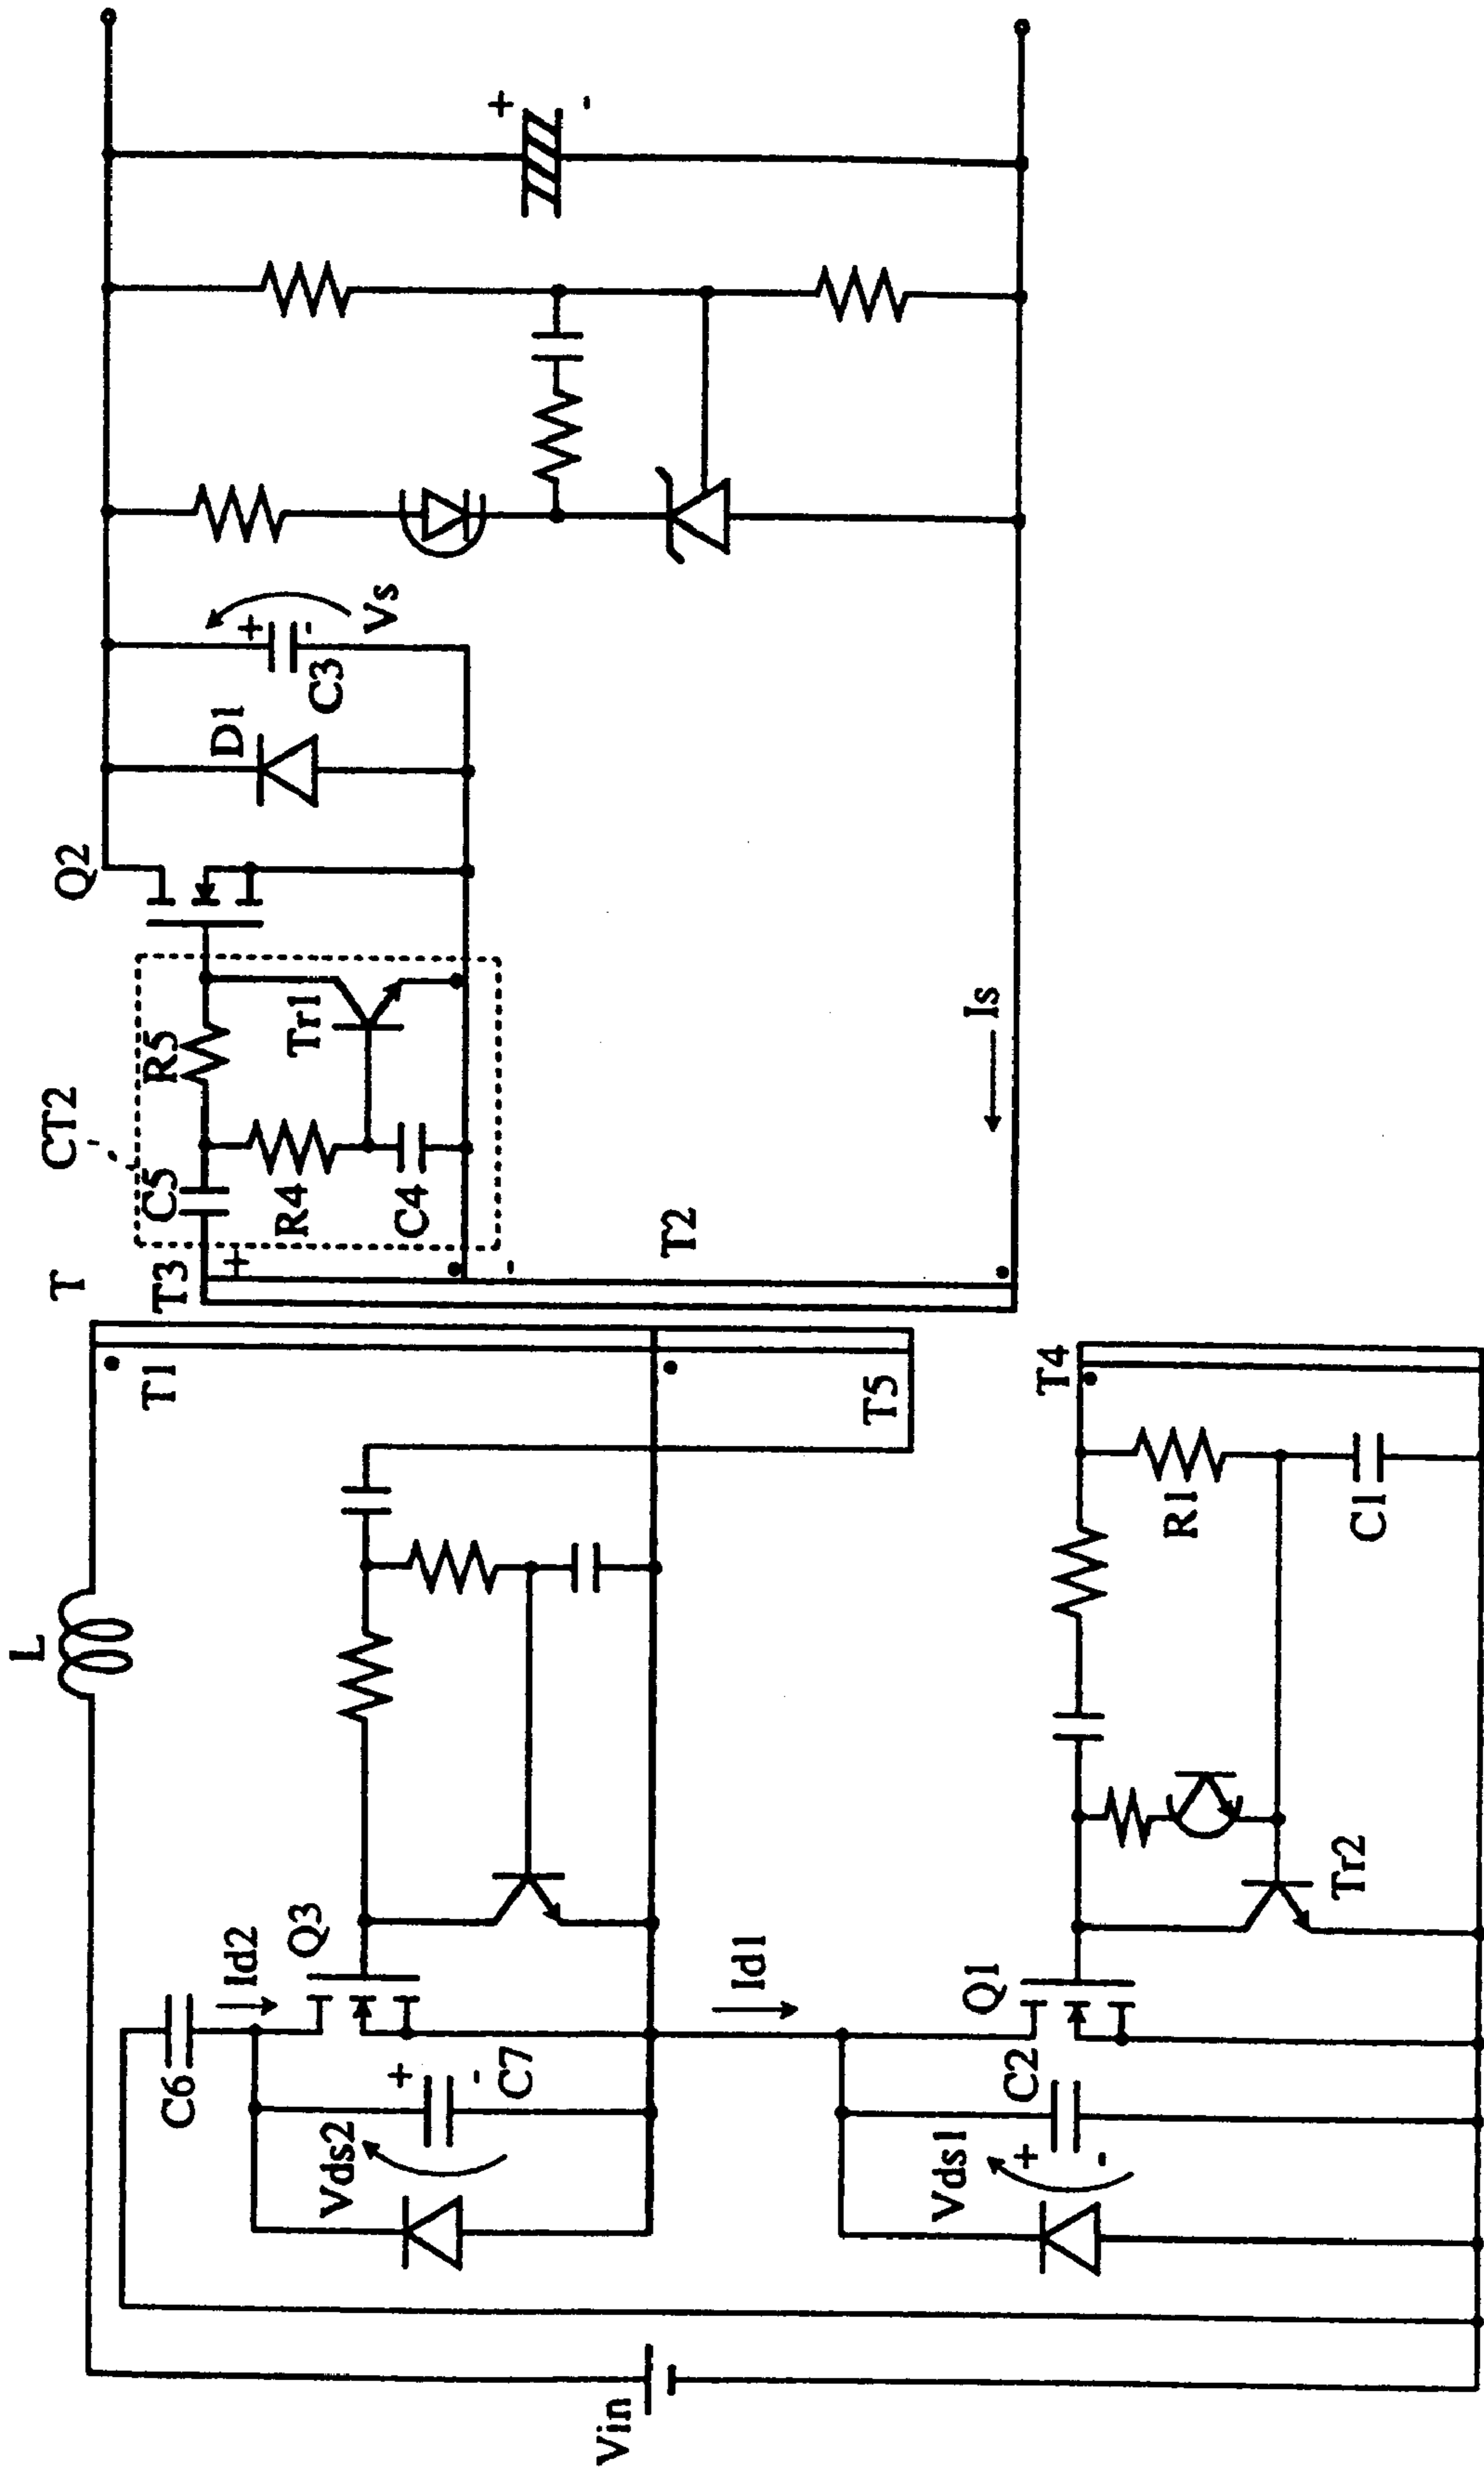 Q2
D1
+
-
C3
Vs
+
-
CT2
C5
R5
Tr1
R4
C4
T
T3
+
-
T2
Is
L
T1
T5
T4
R1
C1
C6
Id2
Q3
+
-
C7
Vds2
Id1
Q1
Tr2
C2
+
-
Vds1
Vin